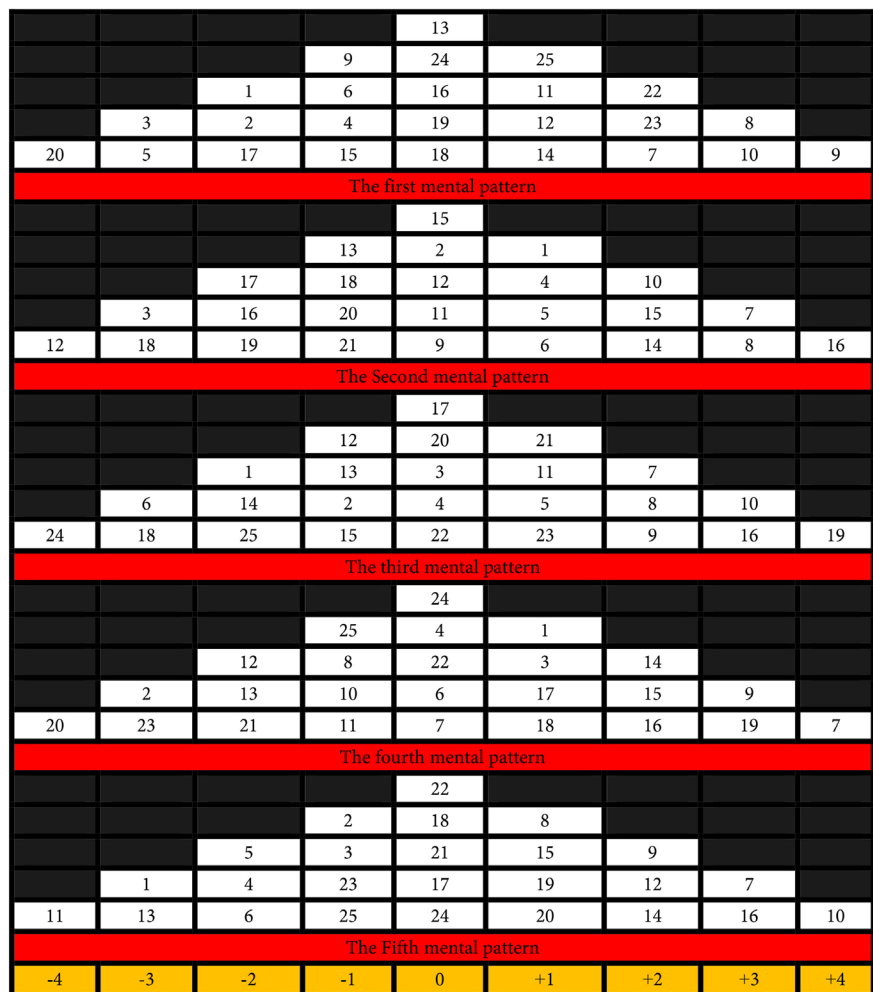 13
9 24 25
1 6 16 11 22
3 2 4 19 12 23 8
20 5 17 15 18 14 7 10 9
The first mental pattern
15
13 2 1
17 18 12 4 10
3 16 20 11 5 15 7
12 18 19 21 9 6 14 8 16
The Second mental pattern
17
12 20 21
1 13 3 11 7
6 14 2 4 5 8 10
24 18 25 15 22 23 9 16 19
The third mental pattern
24
25 4 1
12 8 22 3 14
2 13 10 6 17 15 9
20 23 21 11 7 18 16 19 7
The fourth mental pattern
22
2 18 8
5 3 21 15 9
1 4 23 17 19 12 7
11 13 6 25 24 20 14 16 10
The Fifth mental pattern
-4 -3 -2 -1 0 +1 +2 +3 +4